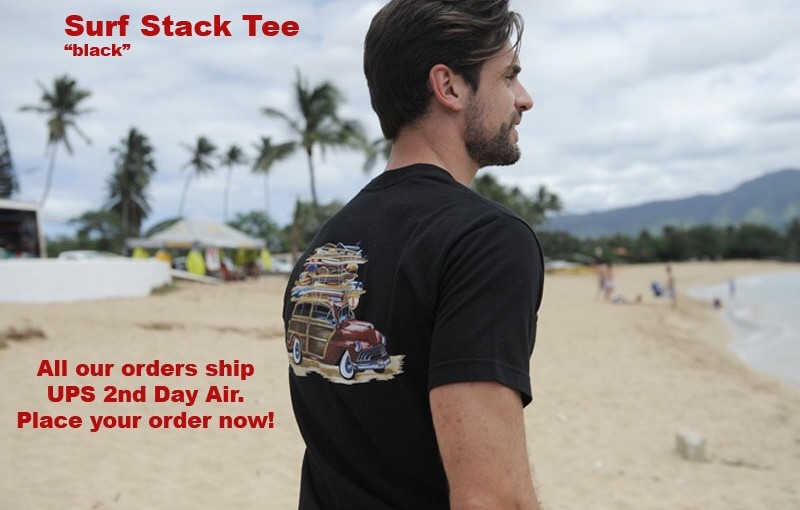 Surf Stack Tee
“black”
All our orders ship
UPS 2nd Day Air.
Place your order now!